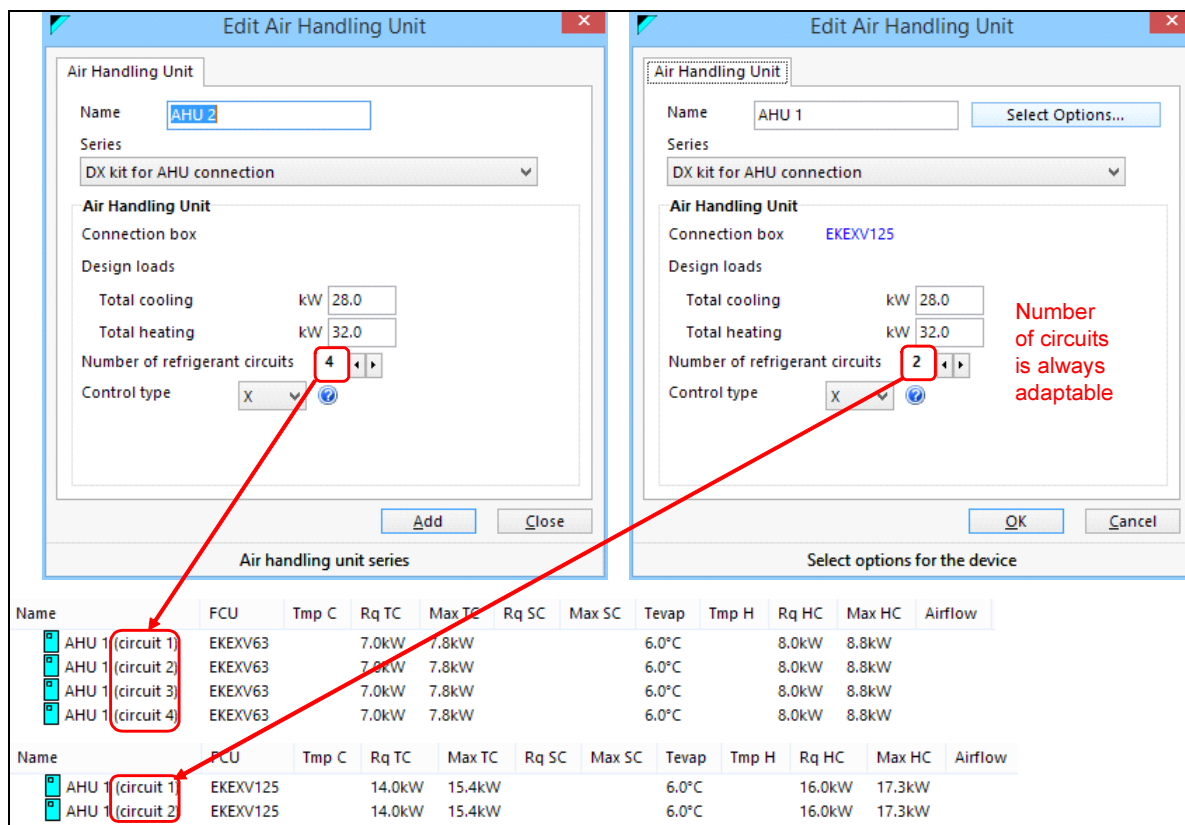 Edit Air Handling Unit
Air Handling Unit
Name AHU 2
Series
DX kit for AHU connection
Air Handling Unit
Connection box
Design loads
Total cooling kW 28.0
Total heating kW 32.0
Number of refrigerant circuits 4
Control type X
Add Close
Air handling unit series
Edit Air Handling Unit
Air Handling Unit
Name AHU 1 Select Options...
Series
DX kit for AHU connection
Air Handling Unit
Connection box EKEXV125
Design loads
Total cooling kW 28.0
Total heating kW 32.0
Number of refrigerant circuits 2
Control type X
Number
of circuits
is always
adaptable
OK Cancel
Select options for the device
Name FCU Tmp C Rq TC Max TC Rq SC Max SC Tevap Tmp H Rq HC Max HC Airflow
AHU 1 (circuit 1) EKEXV63 7.0kW 7.8kW 6.0°C 8.0kW 8.8kW
AHU 1 (circuit 2) EKEXV63 7.0kW 7.8kW 6.0°C 8.0kW 8.8kW
AHU 1 (circuit 3) EKEXV63 7.0kW 7.8kW 6.0°C 8.0kW 8.8kW
AHU 1 (circuit 4) EKEXV63 7.0kW 7.8kW 6.0°C 8.0kW 8.8kW
Name FCU Tmp C Rq TC Max TC Rq SC Max SC Tevap Tmp H Rq HC Max HC Airflow
AHU 1 (circuit 1) EKEXV125 14.0kW 15.4kW 6.0°C 16.0kW 17.3kW
AHU 1 (circuit 2) EKEXV125 14.0kW 15.4kW 6.0°C 16.0kW 17.3kW